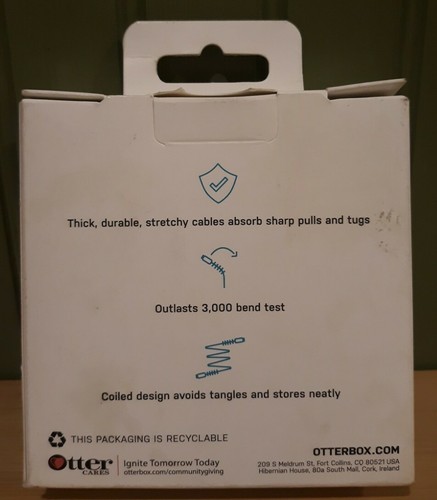 Thick, durable, stretchy cables absorb sharp pulls and tugs
Outlasts 3,000 bend test
Coiled design avoids tangles and stores neatly
THIS PACKAGING IS RECYCLABLE
Otter CARES
Ignite Tomorrow Today
otterbox.com/communitygiving
OTTERBOX.COM
209 S Meldrum St, Fort Collins, CO 80521 USA
Hibernian House, 80a South Mall, Cork, Ireland